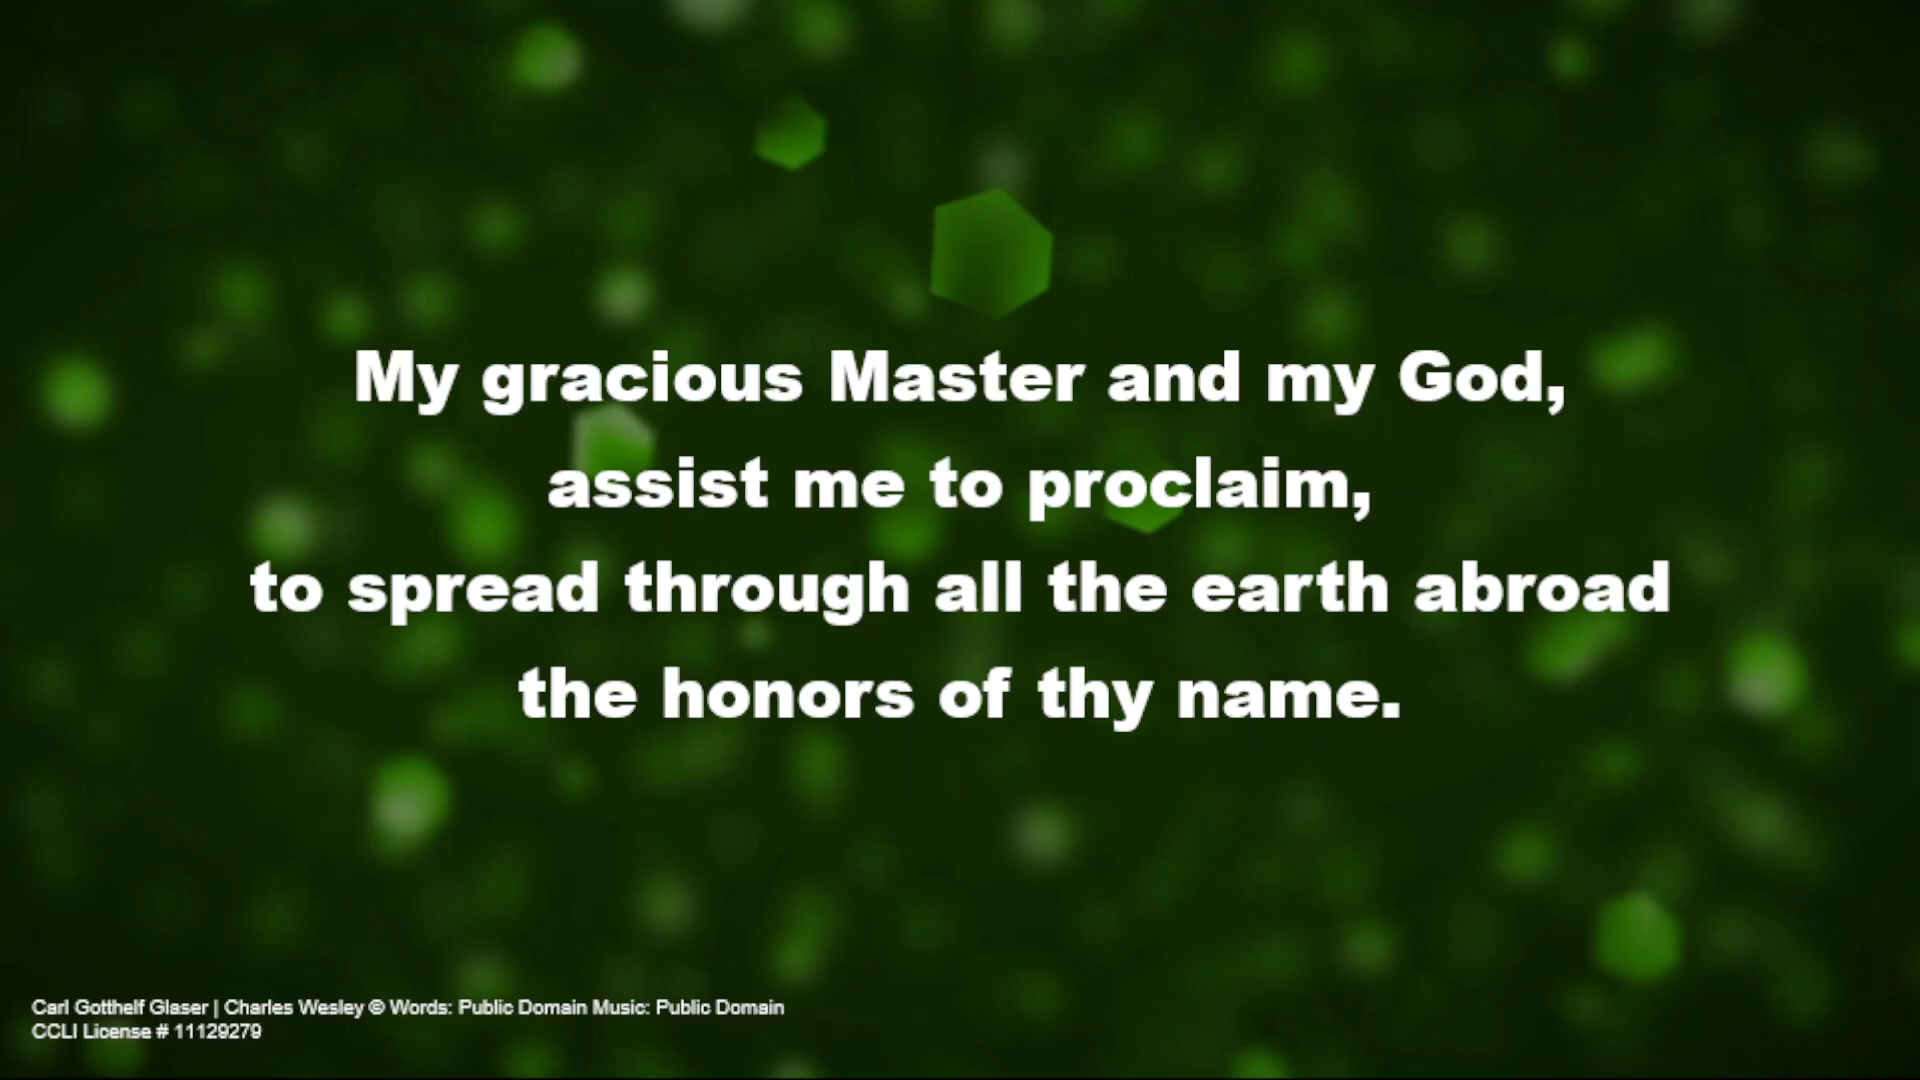 My gracious Master and my God,
assist me to proclaim,
to spread through all the earth abroad
the honors of thy name.
Carl Gotthelf Glaser | Charles Wesley © Words: Public Domain Music: Public Domain
CCLI License # 11129279